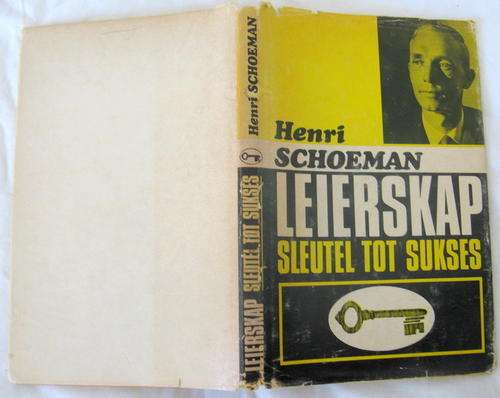 Henri
SCHOEMAN
LEIERSKAP
SLEUTEL TOT SUKSES
LEIERSKAP SLEUTEL TOT SUKSES Henri SCHOEMAN